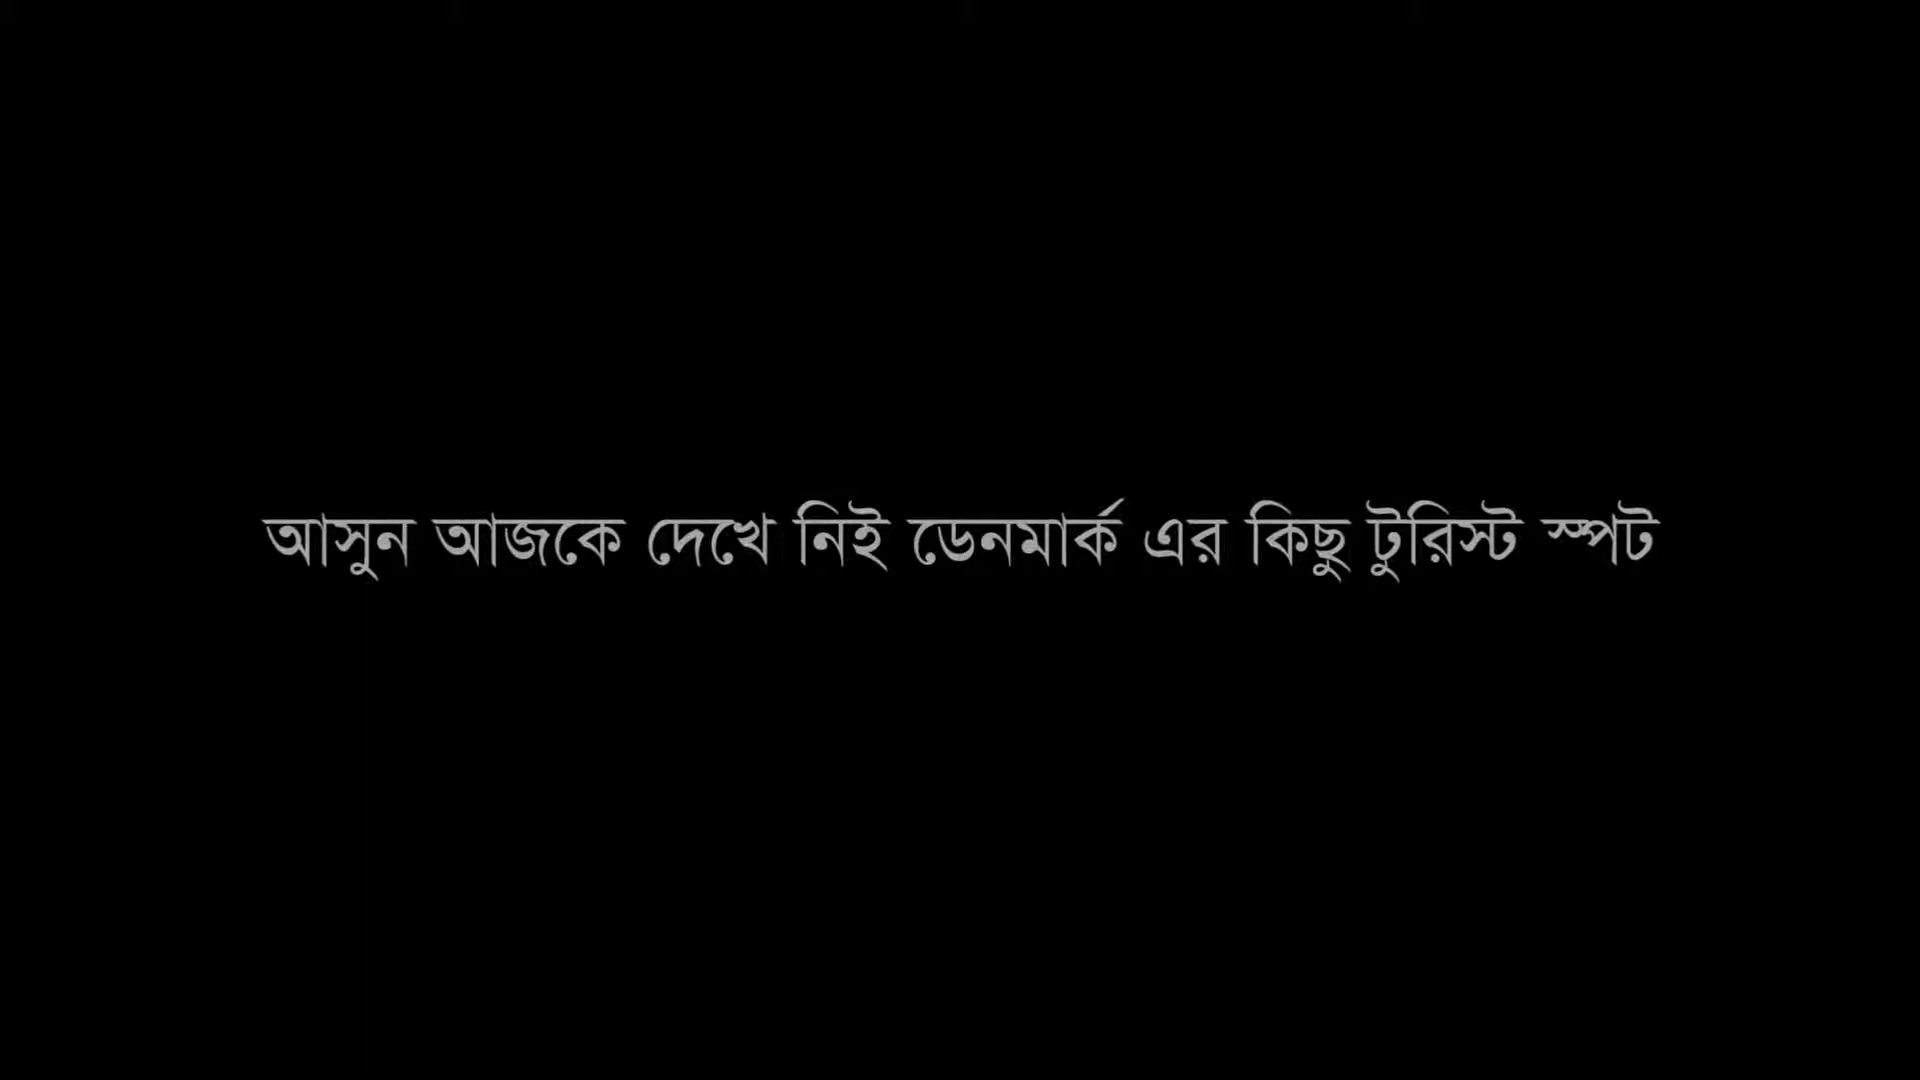 আসুন আজকে দেখে নিই ডেনমার্ক এর কিছু টুরিস্ট স্পট